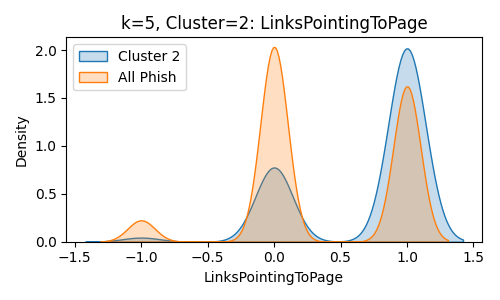 k=5, Cluster=2: LinksPointingToPage
Cluster 2
All Phish
Density
2.0
1.5
1.0
0.5
0.0
−1.5 −1.0 −0.5 0.0 0.5 1.0 1.5
LinksPointingToPage